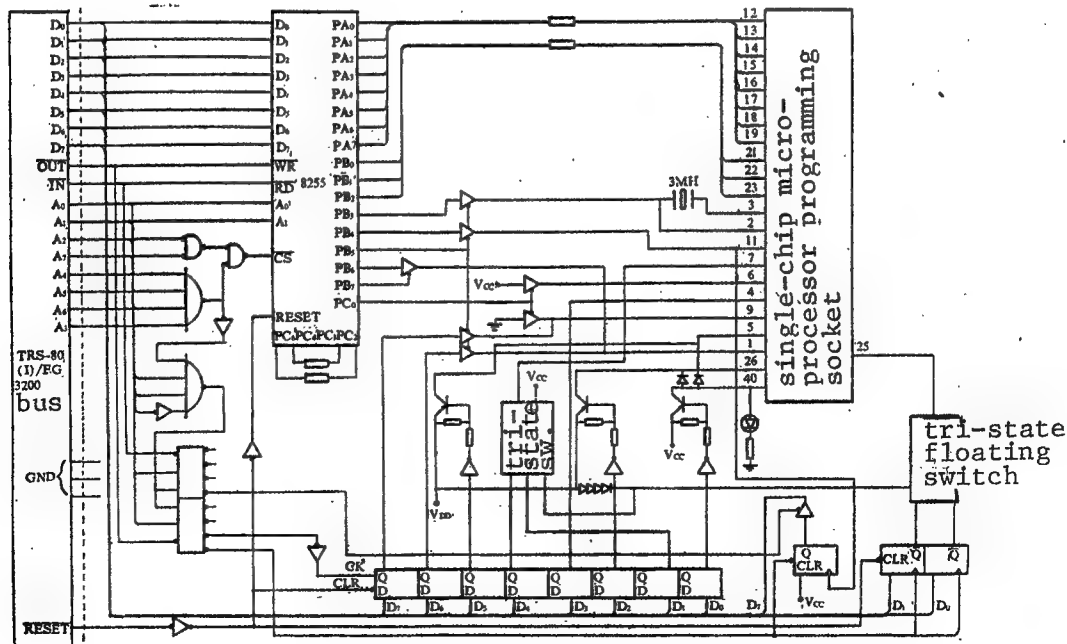 D0
D1
D2
D3
D4
D5
D6
D7
OUT
IN
A0
A1
A2
A7
A4
A5
A6
A3
TRS-80
(I)/EG
3200
bus
GND
RESET
D0
D1
D2
D3
D4
D5
D6
D7
WR
RD
8255
A0
A1
CS
RESET
PA0
PA1
PA2
PA3
PA4
PA5
PA6
PA7
PB0
PB1
PB2
PB3
PB4
PB5
PB6
PB7
PC0
3MH
VCC
12
13
14
15
16
17
18
19
21
22
23
3
2
11
7
6
4
9
5
1
26
40
single-chip micro-
processor programming
socket
25
VCC
tri-
state
sw.
VCC
VDD
tri-state
floating
switch
CK
CLR
Q Q Q Q Q Q Q Q
D D D D D D D D
D7 D6 D5 D4 D3 D2 D1 D0
Q
CLR
D7
VCC
CLR
Q
Q
D1